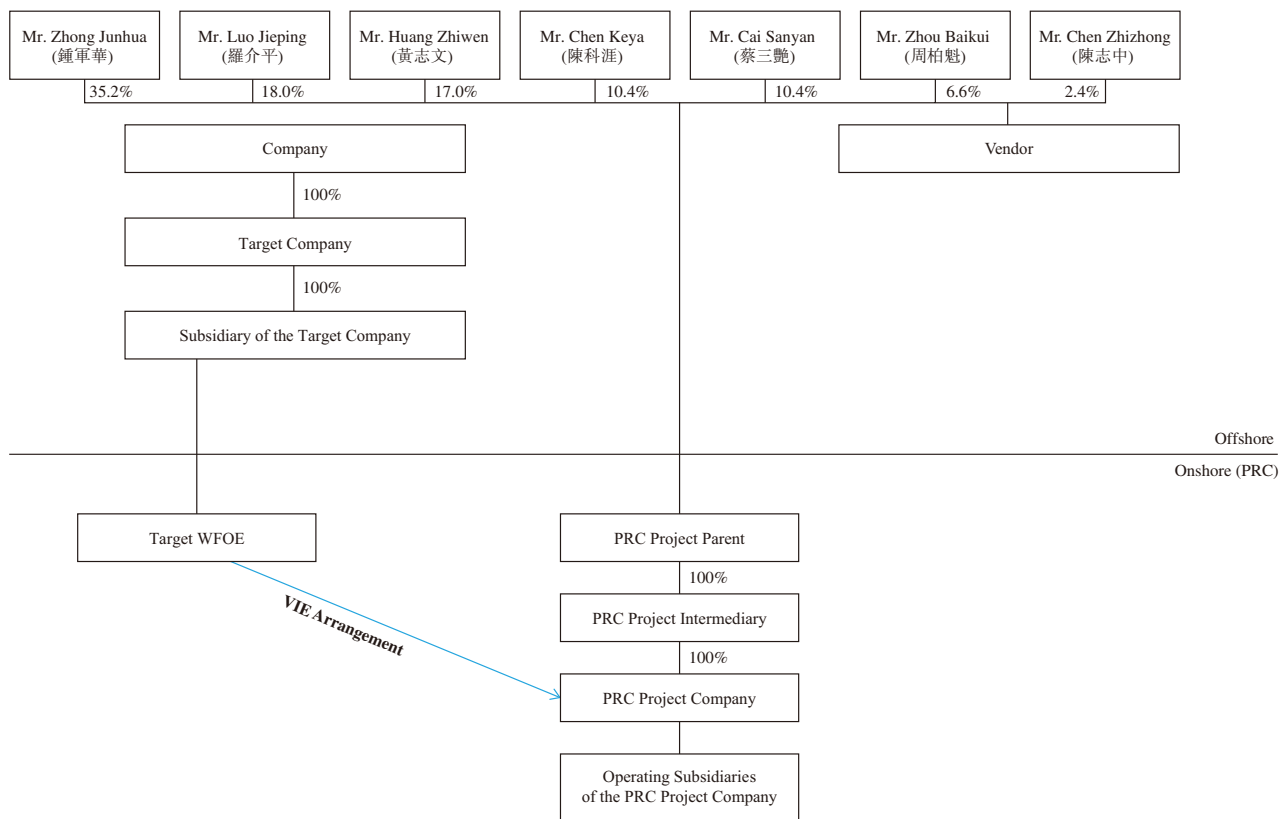 Mr. Zhong Junhua
(鍾軍華)
Mr. Luo Jieping
(羅介平)
Mr. Huang Zhiwen
(黃志文)
Mr. Chen Keya
(陳科涯)
Mr. Cai Sanyan
(蔡三艷)
Mr. Zhou Baikui
(周柏魁)
Mr. Chen Zhizhong
(陳志中)
35.2%
18.0%
17.0%
10.4%
10.4%
6.6%
2.4%
Company
Vendor
100%
Target Company
100%
Subsidiary of the Target Company
Offshore
Onshore (PRC)
Target WFOE
PRC Project Parent
100%
VIE Arrangement
PRC Project Intermediary
100%
PRC Project Company
Operating Subsidiaries
of the PRC Project Company